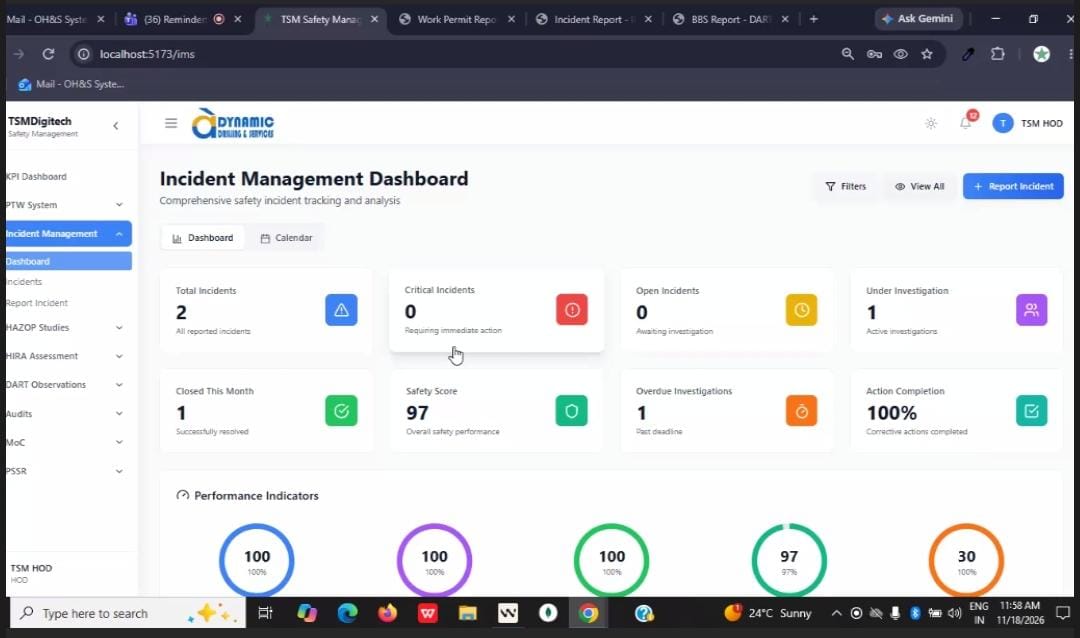 Mail - OH&S Syste
(36) Reminder
TSM Safety Manag
Work Permit Repo
Incident Report -
BBS Report - DAR
Ask Gemini
localhost:5173/ims
Mail - OH&S Syste...
TSMDigitech
Safety Management
DYNAMIC
DRILLING & SERVICES
12
T
TSM HOD
KPI Dashboard
PTW System
Incident Management
Dashboard
Incidents
Report Incident
HAZOP Studies
HIRA Assessment
DART Observations
Audits
MoC
PSSR
TSM HOD
HOD
Incident Management Dashboard
Comprehensive safety incident tracking and analysis
Filters
View All
+ Report Incident
Dashboard
Calendar
Total Incidents
2
All reported incidents
Critical Incidents
0
Requiring immediate action
Open Incidents
0
Awaiting investigation
Under Investigation
1
Active investigations
Closed This Month
1
Successfully resolved
Safety Score
97
Overall safety performance
Overdue Investigations
1
Past deadline
Action Completion
100%
Corrective actions completed
Performance Indicators
100
100%
100
100%
100
100%
97
97%
30
100%
Type here to search
24°C Sunny
ENG
IN
11:58 AM
11/18/2026